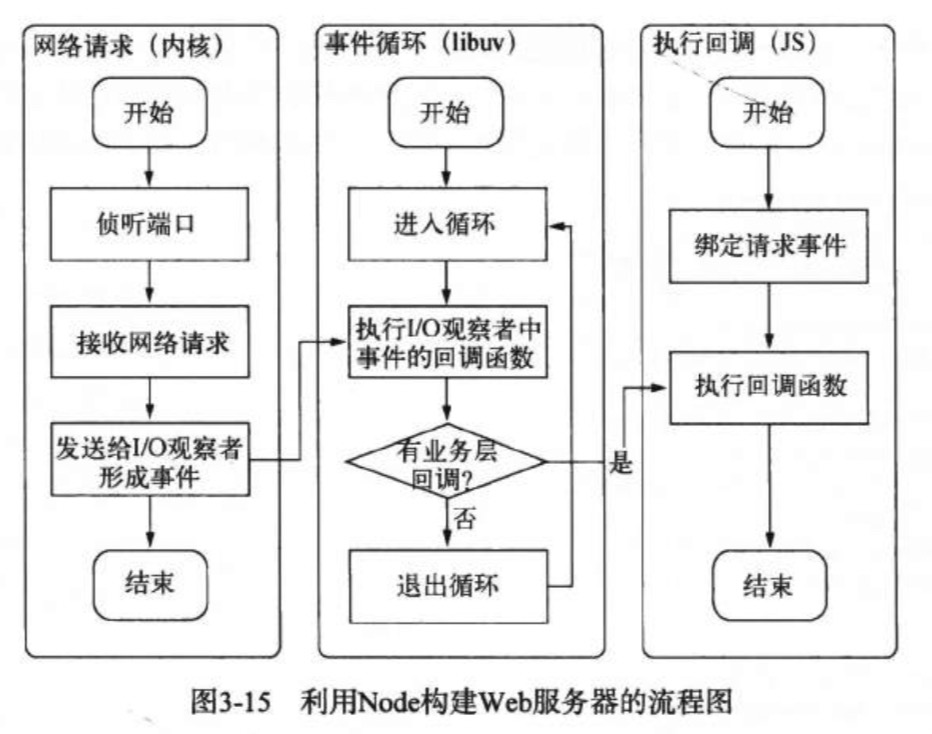 网络请求（内核）
开始
侦听端口
接收网络请求
发送给I/O观察者
形成事件
结束
事件循环（libuv）
开始
进入循环
执行I/O观察者中
事件的回调函数
有业务层
回调?
是
否
退出循环
执行回调（JS）
开始
绑定请求事件
执行回调函数
结束
图3-15 利用Node构建Web服务器的流程图